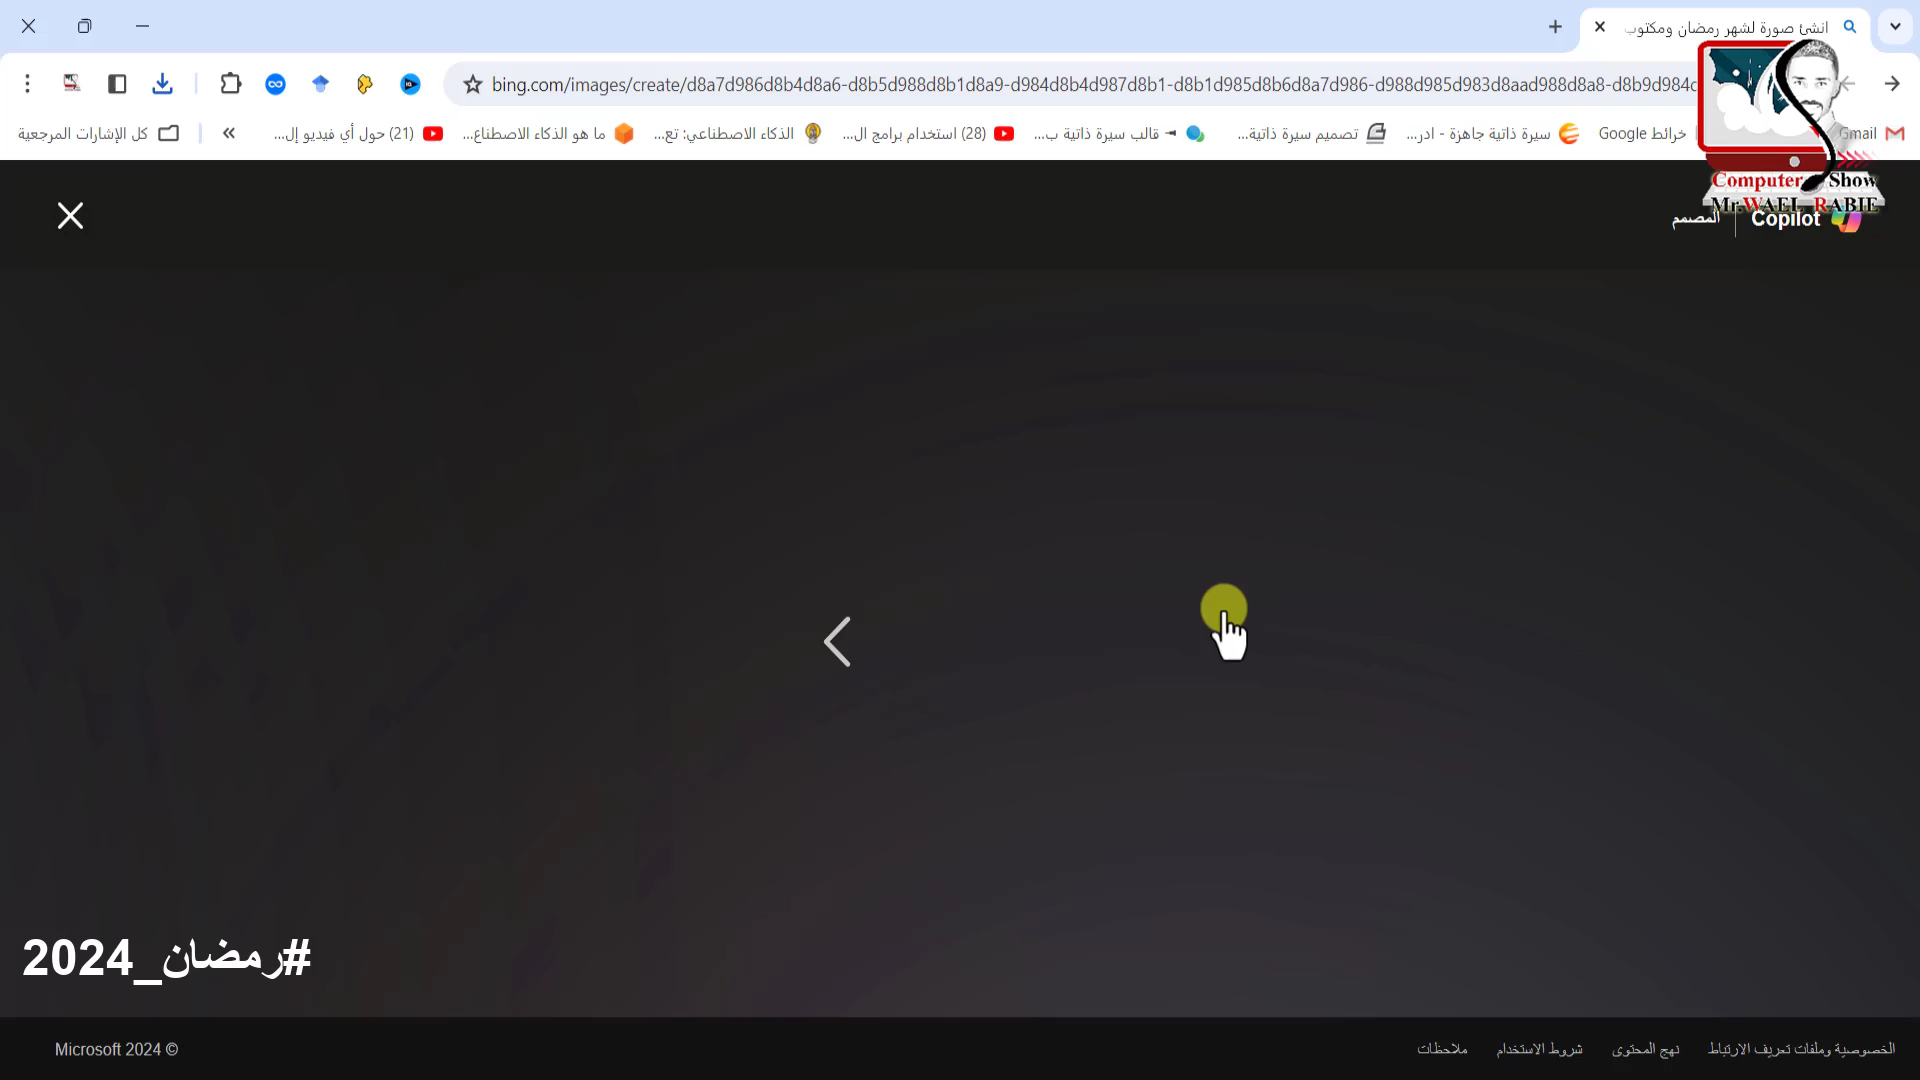 انشئ صورة لشهر رمضان ومكتوب
bing.com/images/create/d8a7d986d8b4d8a6-d8b5d988d8b1d8a9-d984d8b4d987d8b1-d8b1d985d8b6d8a7d986-d988d985d983d8aad988d8a8-d8b9d984d
Gmail
خرائط Google
سيرة ذاتية جاهزة - ادر...
تصميم سيرة ذاتية...
قالب سيرة ذاتية ب...
(28) استخدام برامج ال...
الذكاء الاصطناعي: تع...
ما هو الذكاء الاصطناع...
(21) حول أي فيديو إل...
كل الإشارات المرجعية
Computer Show
Mr.WAEL RABIE
Copilot
المصمم
#رمضان_2024
الخصوصية وملفات تعريف الارتباط
نهج المحتوى
شروط الاستخدام
ملاحظات
© Microsoft 2024